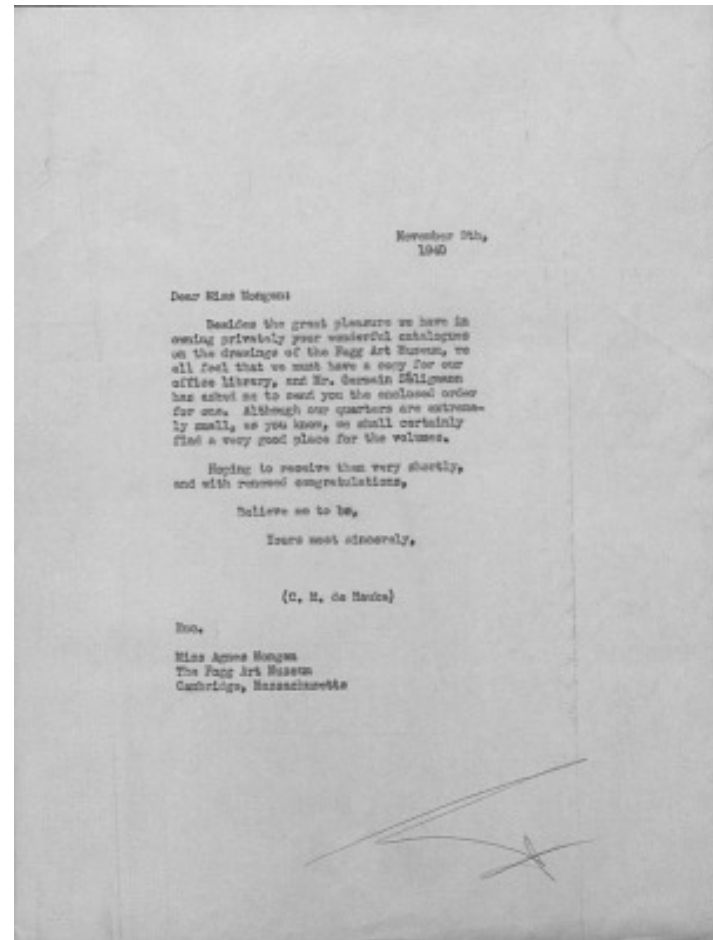 November 9th,
1940
Dear Miss Mongan:
Besides the great pleasure we have in
owning privately your wonderful catalogues
on the drawings of the Fogg Art Museum, we
all feel that we must have a copy for our
office library, and Mr. Germain Séligmann
has asked me to send you the enclosed order
for one. Although our quarters are extreme-
ly small, as you know, we shall certainly
find a very good place for the volumes.
Hoping to receive them very shortly,
and with renewed congratulations,
Believe me to be,
Yours most sincerely,
(C. M. de Hauke)
Enc.
Miss Agnes Mongan
The Fogg Art Museum
Cambridge, Massachusetts